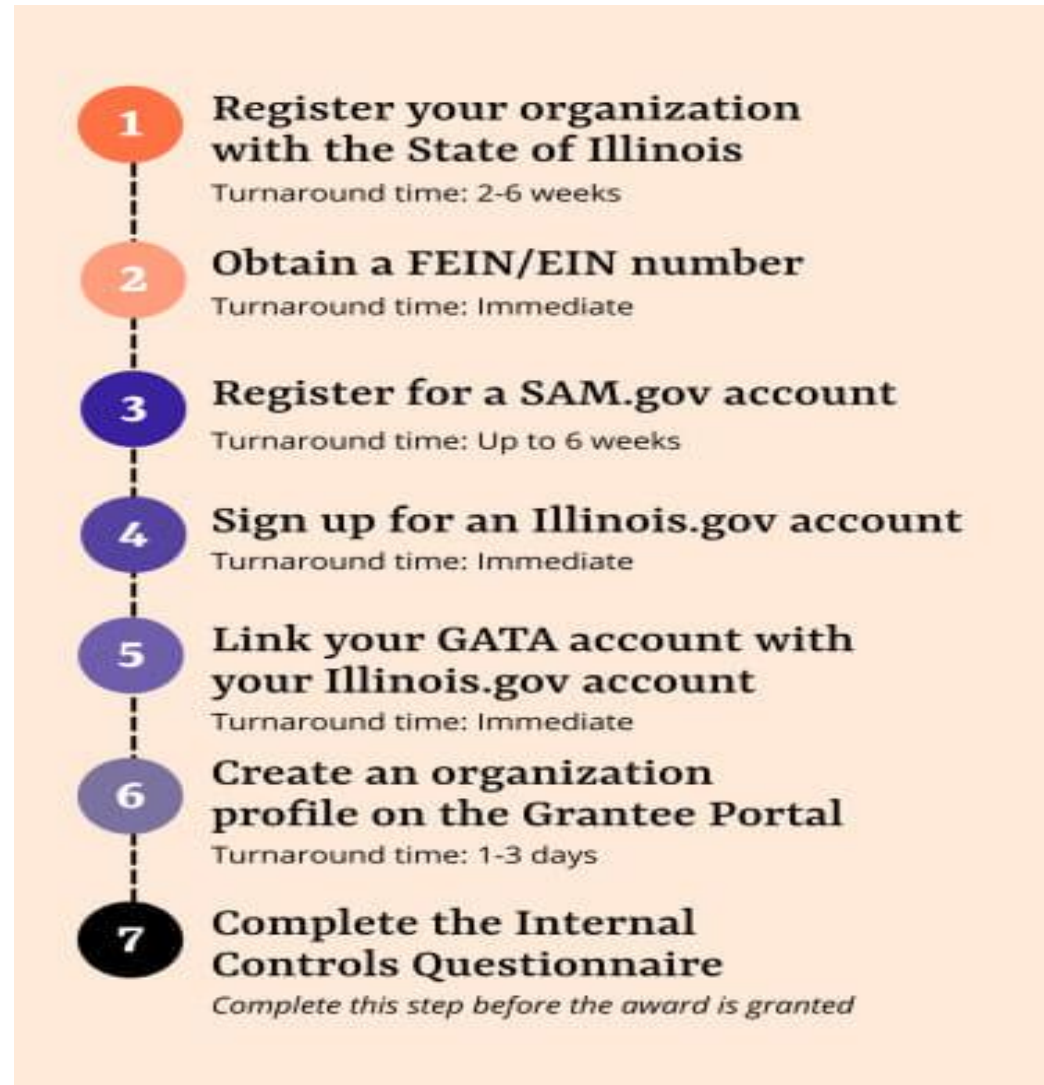 1
Register your organization
with the State of Illinois
Turnaround time: 2-6 weeks
2
Obtain a FEIN/EIN number
Turnaround time: Immediate
3
Register for a SAM.gov account
Turnaround time: Up to 6 weeks
4
Sign up for an Illinois.gov account
Turnaround time: Immediate
5
Link your GATA account with
your Illinois.gov account
Turnaround time: Immediate
6
Create an organization
profile on the Grantee Portal
Turnaround time: 1-3 days
7
Complete the Internal
Controls Questionnaire
Complete this step before the award is granted